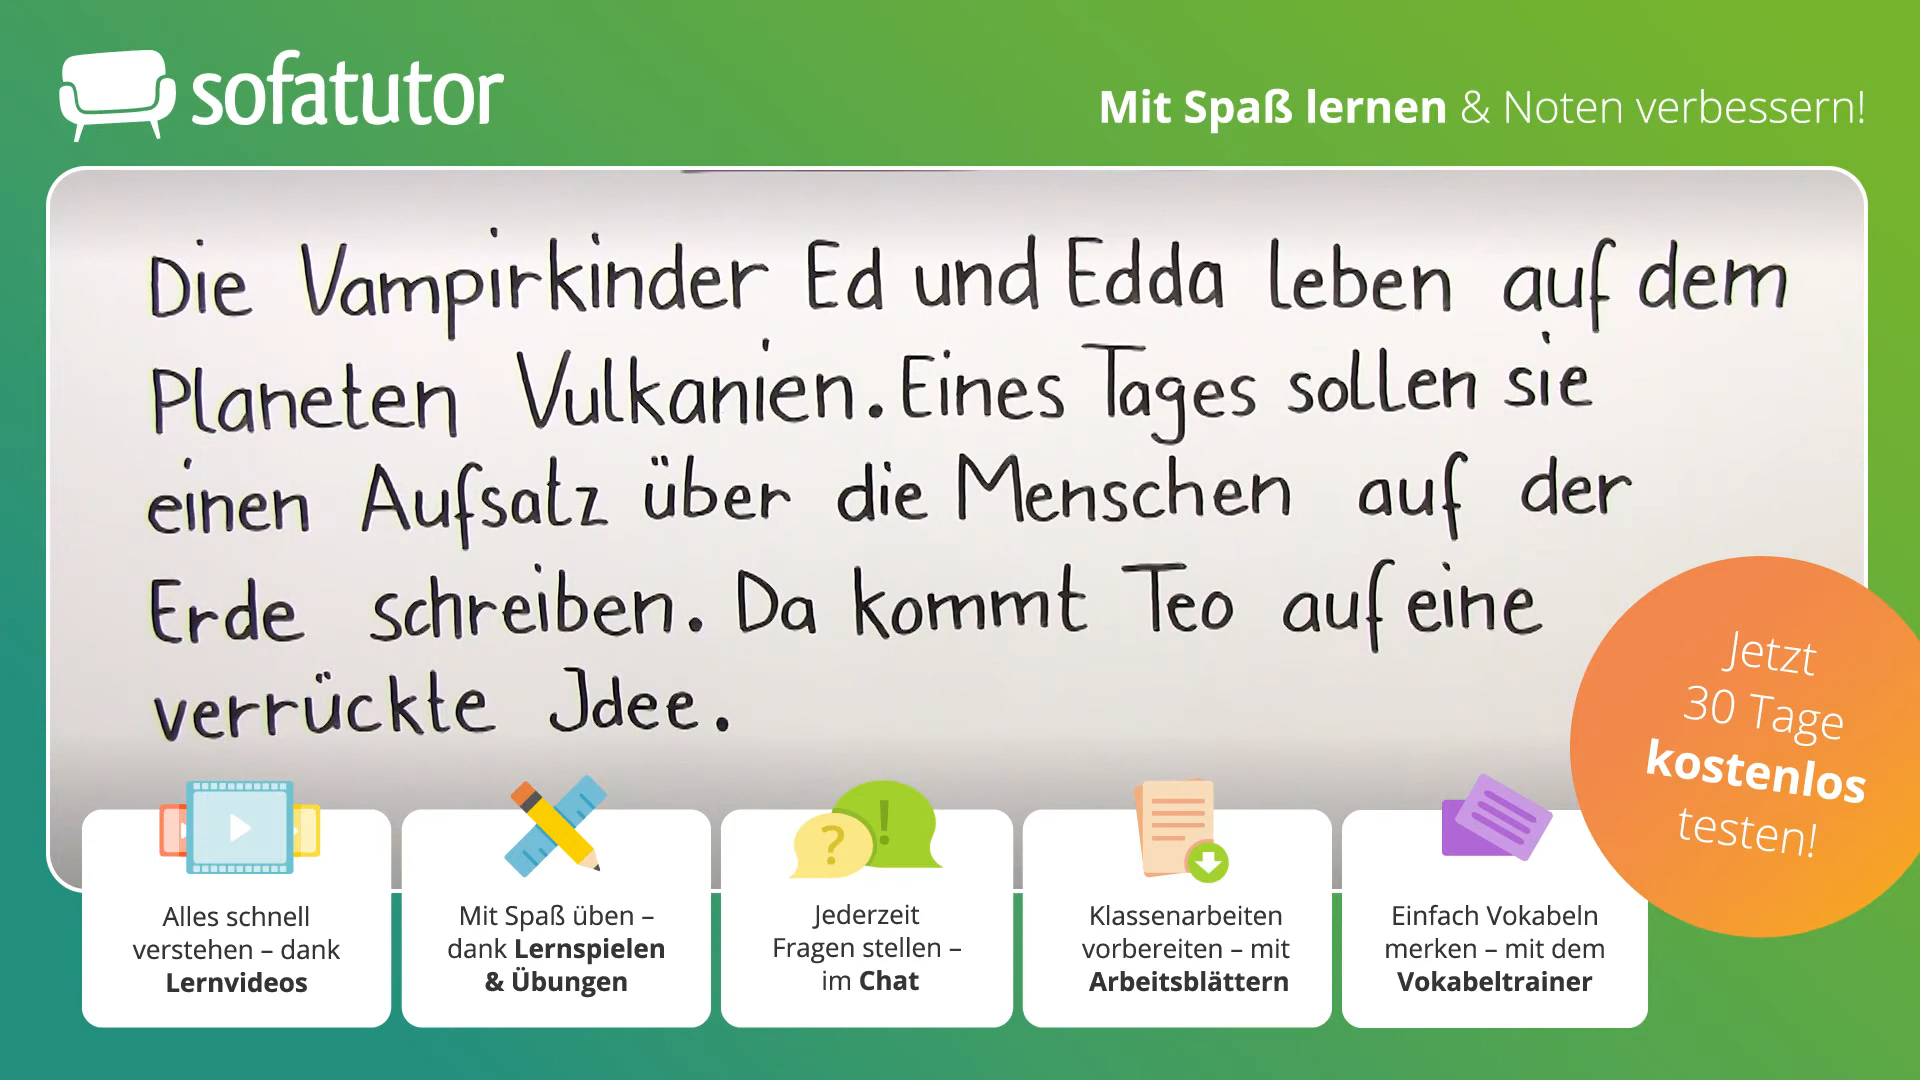 sofatutor
Mit Spaß lernen & Noten verbessern!
Die Vampirkinder Ed und Edda leben auf dem
Planeten Vulkanien. Eines Tages sollen sie
einen Aufsatz über die Menschen auf der
Erde schreiben. Da kommt Teo auf eine
verrückte Idee.
Jetzt
30 Tage
kostenlos
testen!
?
!
Alles schnell
verstehen – dank
Lernvideos
Mit Spaß üben –
dank Lernspielen
& Übungen
Jederzeit
Fragen stellen –
im Chat
Klassenarbeiten
vorbereiten – mit
Arbeitsblättern
Einfach Vokabeln
merken – mit dem
Vokabeltrainer